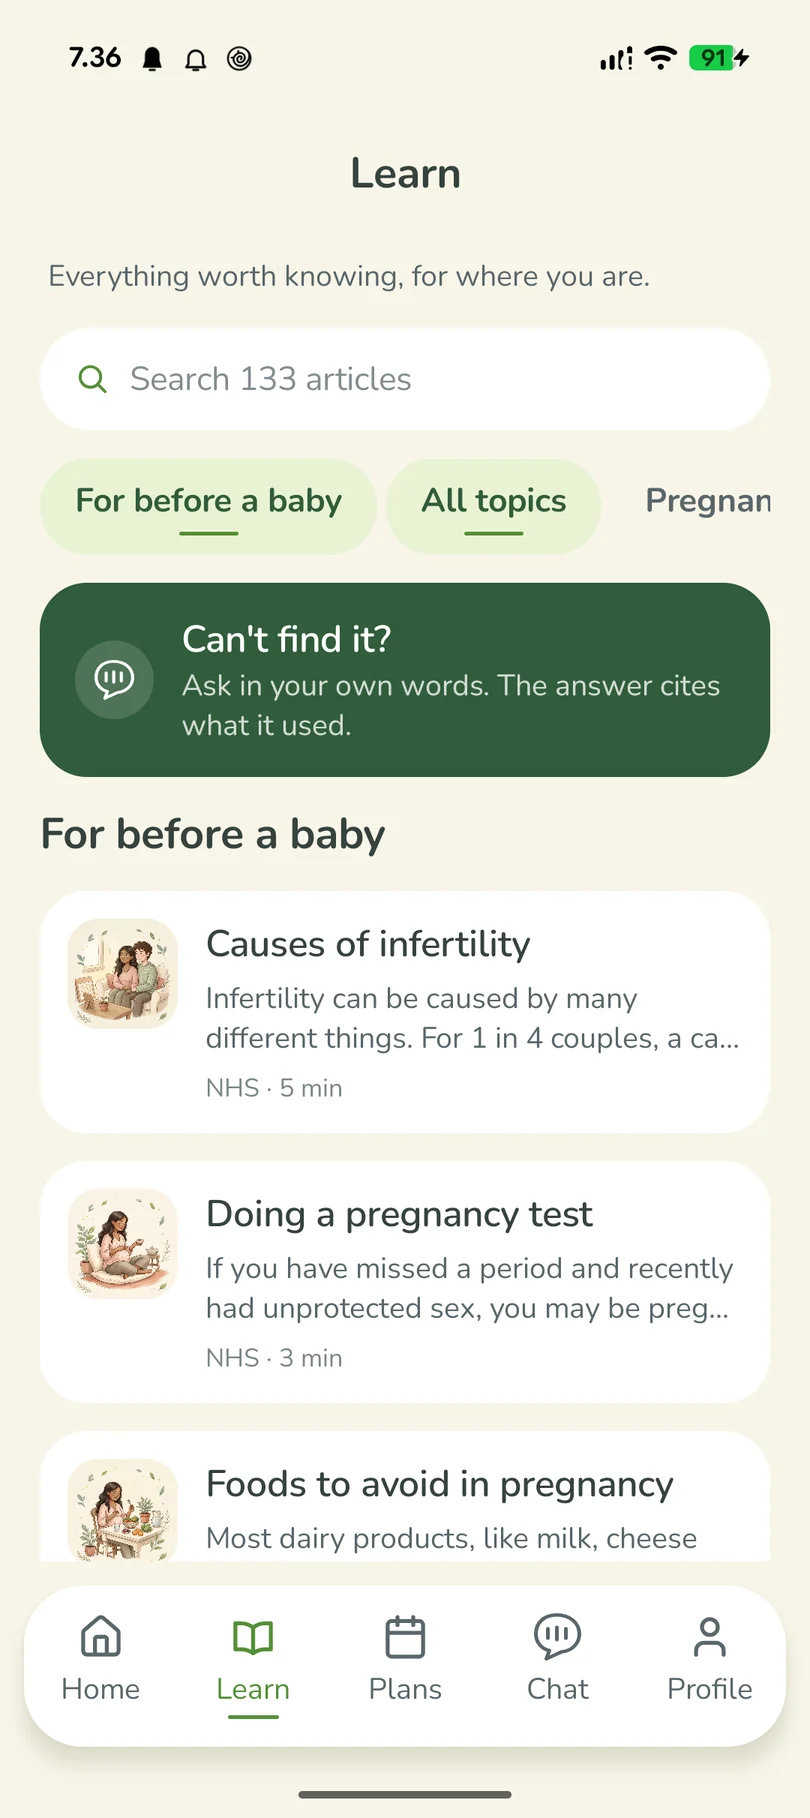 7.36
91
Learn
Everything worth knowing, for where you are.
Search 133 articles
For before a baby
All topics
Pregnan
Can't find it?
Ask in your own words. The answer cites
what it used.
For before a baby
Causes of infertility
Infertility can be caused by many
different things. For 1 in 4 couples, a ca...
NHS · 5 min
Doing a pregnancy test
If you have missed a period and recently
had unprotected sex, you may be preg...
NHS · 3 min
Foods to avoid in pregnancy
Most dairy products, like milk, cheese
Home
Learn
Plans
Chat
Profile